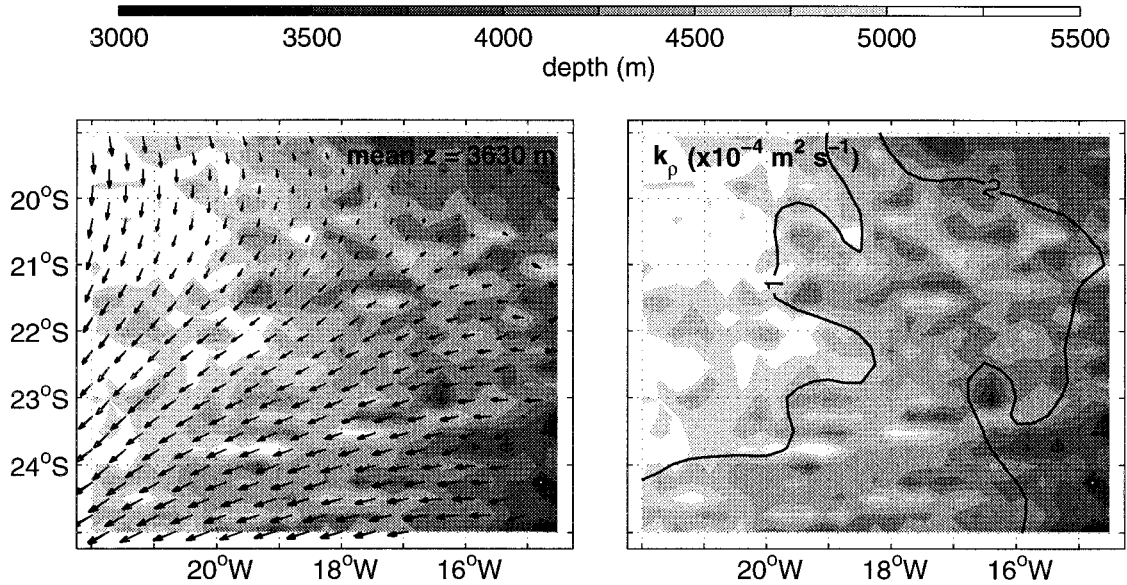 3000 3500 4000 4500 5000 5500
depth (m)
mean z = 3630 m
k_ρ (x10⁻⁴ m² s⁻¹)
20°S
21°S
22°S
23°S
24°S
1
2
20°W 18°W 16°W
20°W 18°W 16°W